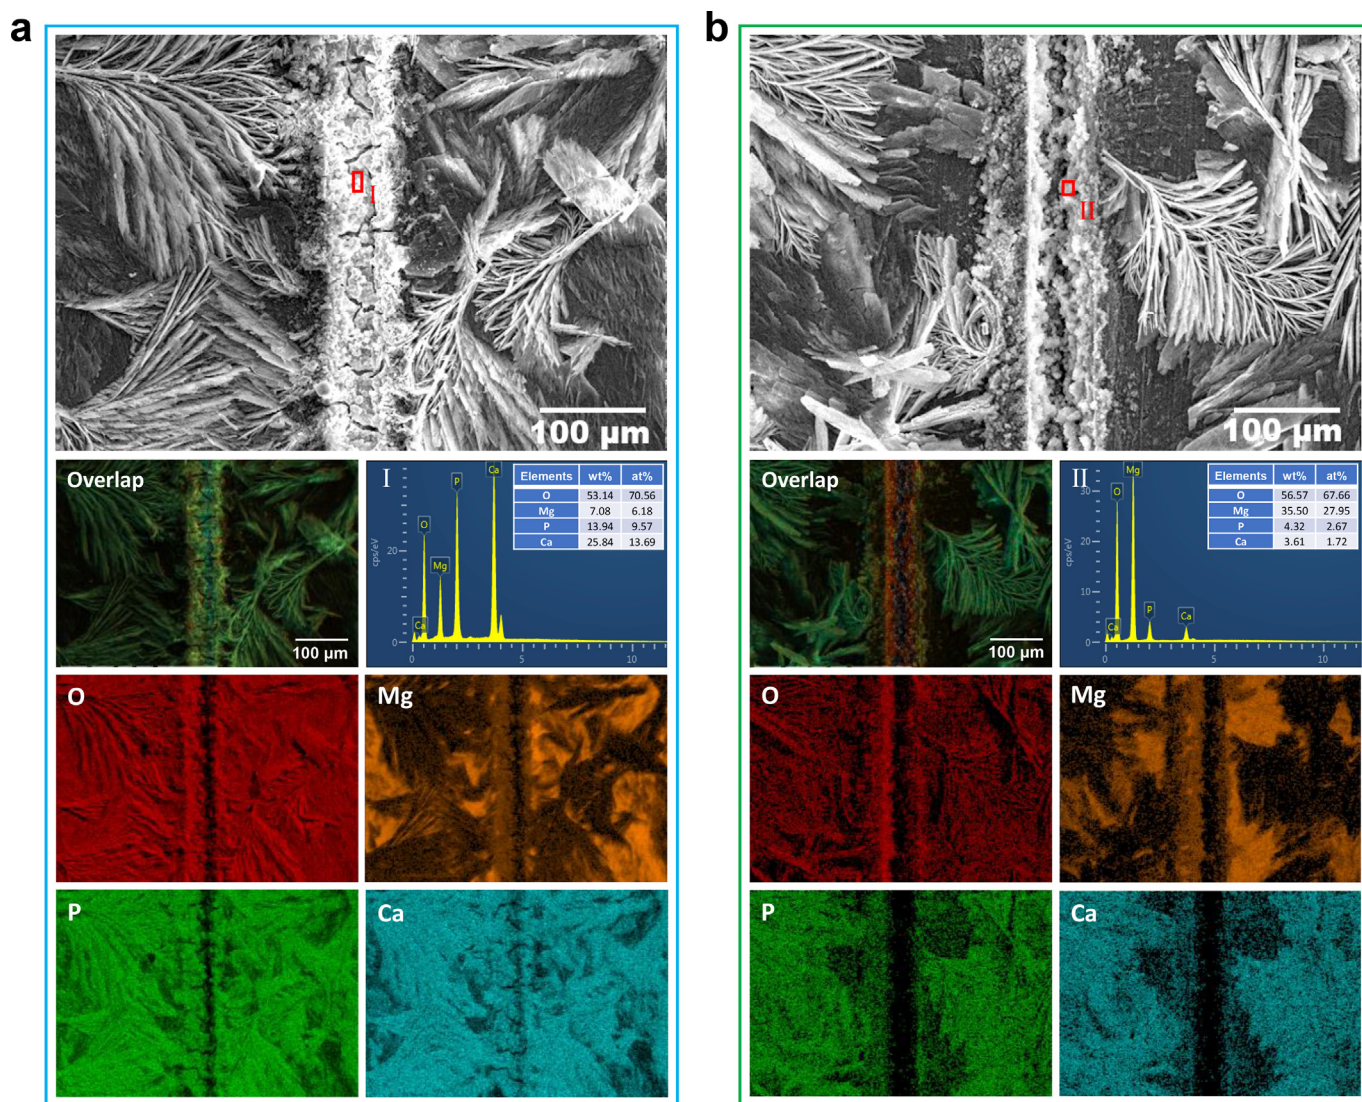 a
b
I
100 µm
II
100 µm
Overlap
100 µm
I
Ca
P
O
Mg
Ca
cps/eV
20
0
0
5
10
Elements wt% at%
O 53.14 70.56
Mg 7.08 6.18
P 13.94 9.57
Ca 25.84 13.69
Overlap
100 µm
II
Mg
O
P
Ca
Ca
cps/eV
30
10
0
0
5
10
Elements wt% at%
O 56.57 67.66
Mg 35.50 27.95
P 4.32 2.67
Ca 3.61 1.72
O
Mg
O
Mg
P
Ca
P
Ca